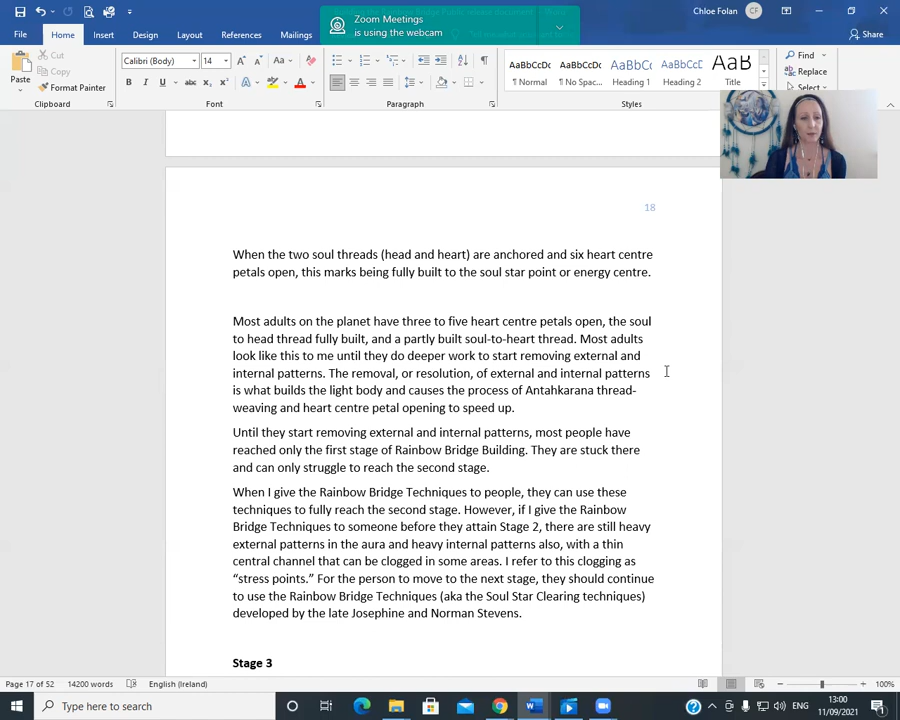 Zoom Meetings
is using the webcam
Chloe Folan
CF
File
Home
Insert
Design
Layout
References
Mailings
Share
Paste
Cut
Copy
Format Painter
Clipboard
Calibri (Body)
14
Font
Paragraph
AaBbCcDc
¶ Normal
AaBbCcDc
¶ No Spac...
AaBbCc
Heading 1
AaBbCcC
Heading 2
AaB
Title
Styles
Find
Replace
Select
18
When the two soul threads (head and heart) are anchored and six heart centre
petals open, this marks being fully built to the soul star point or energy centre.
Most adults on the planet have three to five heart centre petals open, the soul
to head thread fully built, and a partly built soul-to-heart thread. Most adults
look like this to me until they do deeper work to start removing external and
internal patterns. The removal, or resolution, of external and internal patterns
is what builds the light body and causes the process of Antahkarana thread-
weaving and heart centre petal opening to speed up.
Until they start removing external and internal patterns, most people have
reached only the first stage of Rainbow Bridge Building. They are stuck there
and can only struggle to reach the second stage.
When I give the Rainbow Bridge Techniques to people, they can use these
techniques to fully reach the second stage. However, if I give the Rainbow
Bridge Techniques to someone before they attain Stage 2, there are still heavy
external patterns in the aura and heavy internal patterns also, with a thin
central channel that can be clogged in some areas. I refer to this clogging as
“stress points.” For the person to move to the next stage, they should continue
to use the Rainbow Bridge Techniques (aka the Soul Star Clearing techniques)
developed by the late Josephine and Norman Stevens.
Stage 3
Page 17 of 52
14200 words
English (Ireland)
100%
Type here to search
13:00
11/09/2021